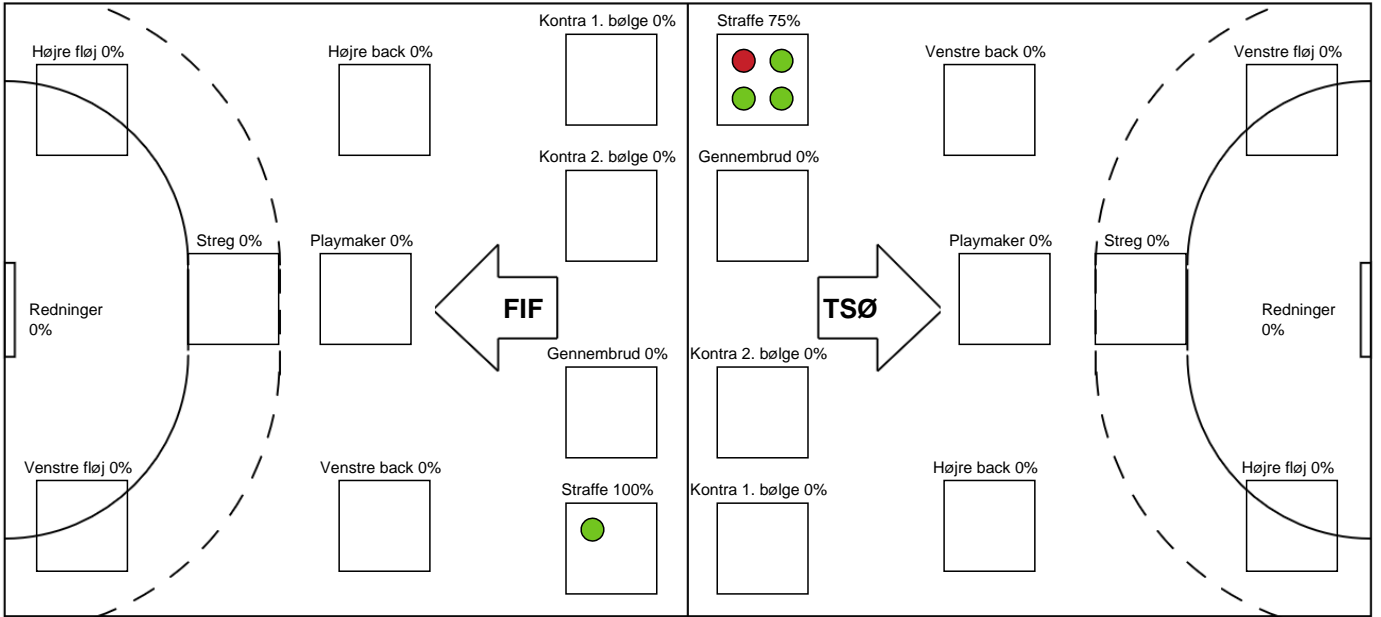 Kontra 1. bølge 0%
Straffe 75%
Højre fløj 0%
Højre back 0%
Venstre back 0%
Venstre fløj 0%
Kontra 2. bølge 0%
Gennembrud 0%
Streg 0%
Playmaker 0%
Playmaker 0%
Streg 0%
Redninger
0%
FIF
TSØ
Redninger
0%
Gennembrud 0%
Kontra 2. bølge 0%
Venstre fløj 0%
Venstre back 0%
Højre back 0%
Højre fløj 0%
Straffe 100%
Kontra 1. bølge 0%